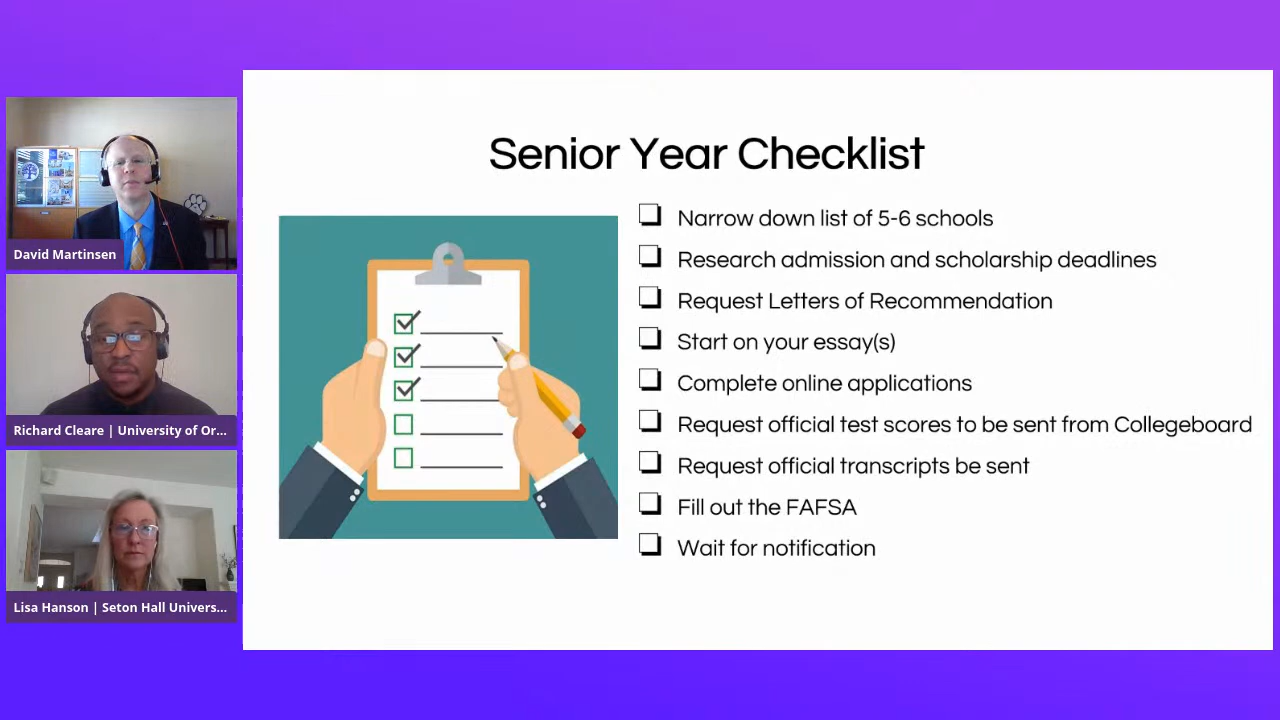 David Martinsen
Richard Cleare | University of Or...
Lisa Hanson | Seton Hall Univers...
Senior Year Checklist
Narrow down list of 5-6 schools
Research admission and scholarship deadlines
Request Letters of Recommendation
Start on your essay(s)
Complete online applications
Request official test scores to be sent from Collegeboard
Request official transcripts be sent
Fill out the FAFSA
Wait for notification